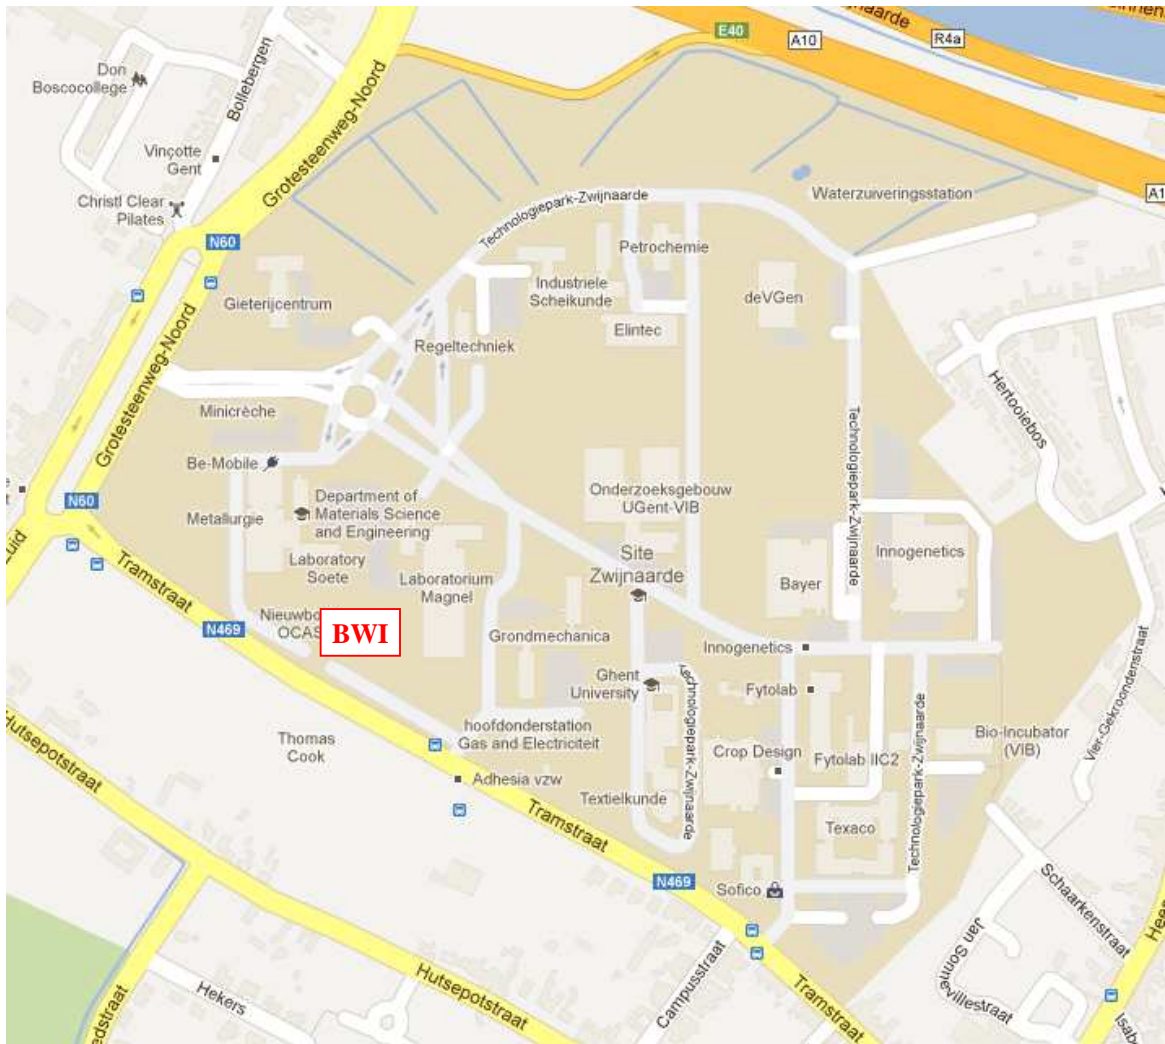 E40
A10
R4a
A1
Don
Boscocollege
Bollebergen
Vinçotte
Gent
Christl Clear
Pilates
Grotesteenweg-Noord
N60
Technologiepark-Zwijnaarde
Waterzuiveringsstation
Petrochemie
Industriele
Scheikunde
deVGen
Gieterijcentrum
Elintec
Regeltechniek
Hertooiebos
Minicrèche
Grotesteenweg-Noord
Technologiepark-Zwijnaarde
Be-Mobile
N60
Department of
Materials Science
and Engineering
Onderzoeksgebouw
UGent-VIB
Metallurgie
Tramstraat
Laboratory
Soete
Laboratorium
Magnel
Site
Zwijnaarde
Bayer
Innogenetics
N469
BWI
Grondmechanica
Innogenetics
Ghent
University
Fytolab
Technologiepark-Zwijnaarde
Technologiepark-Zwijnaarde
Vier-Gekroondenstraat
Hutsepotstraat
Thomas
Cook
hoofdonderstation
Gas and Electriciteit
Crop Design
Fytolab IIC2
Bio-Incubator
(VIB)
Adhesia vzw
Textielkunde
Tramstraat
Texaco
N469
Sofico
Schaarkenstraat
Jan Sonnevillestraat
Hutsepotstraat
Campusstraat
Tramstraat
Hekers